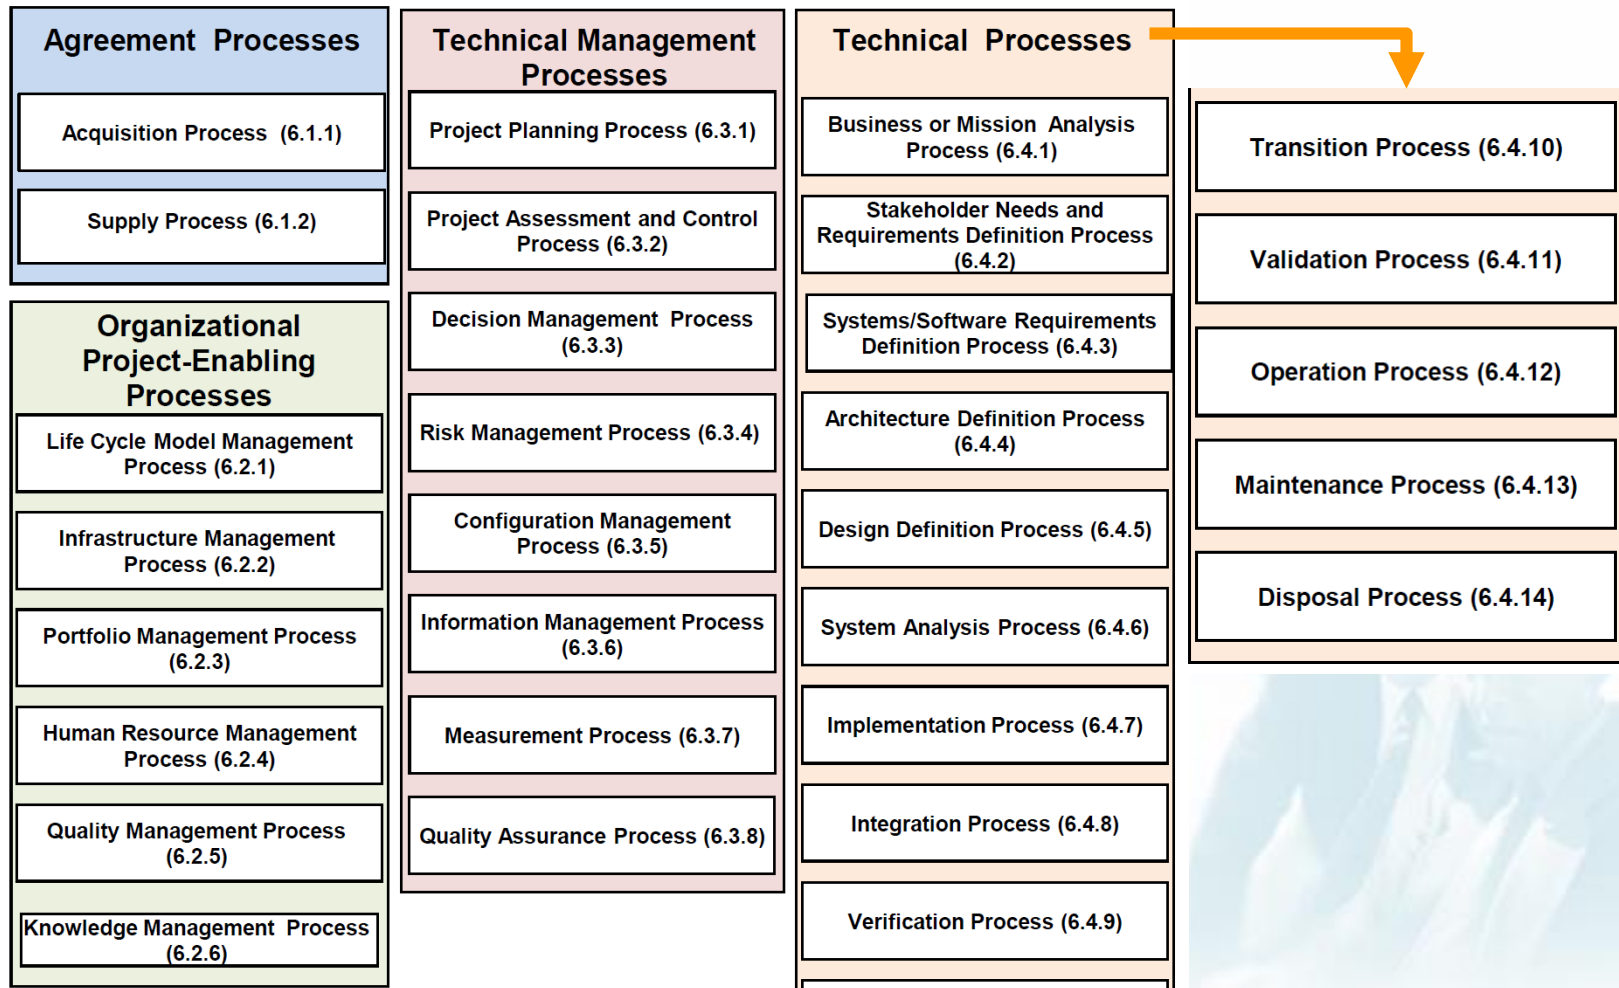 Agreement Processes
Acquisition Process (6.1.1)
Supply Process (6.1.2)
Organizational
Project-Enabling
Processes
Life Cycle Model Management
Process (6.2.1)
Infrastructure Management
Process (6.2.2)
Portfolio Management Process
(6.2.3)
Human Resource Management
Process (6.2.4)
Quality Management Process
(6.2.5)
Knowledge Management Process
(6.2.6)
Technical Management
Processes
Project Planning Process (6.3.1)
Project Assessment and Control
Process (6.3.2)
Decision Management Process
(6.3.3)
Risk Management Process (6.3.4)
Configuration Management
Process (6.3.5)
Information Management Process
(6.3.6)
Measurement Process (6.3.7)
Quality Assurance Process (6.3.8)
Technical Processes
Business or Mission Analysis
Process (6.4.1)
Stakeholder Needs and
Requirements Definition Process
(6.4.2)
Systems/Software Requirements
Definition Process (6.4.3)
Architecture Definition Process
(6.4.4)
Design Definition Process (6.4.5)
System Analysis Process (6.4.6)
Implementation Process (6.4.7)
Integration Process (6.4.8)
Verification Process (6.4.9)
Transition Process (6.4.10)
Validation Process (6.4.11)
Operation Process (6.4.12)
Maintenance Process (6.4.13)
Disposal Process (6.4.14)